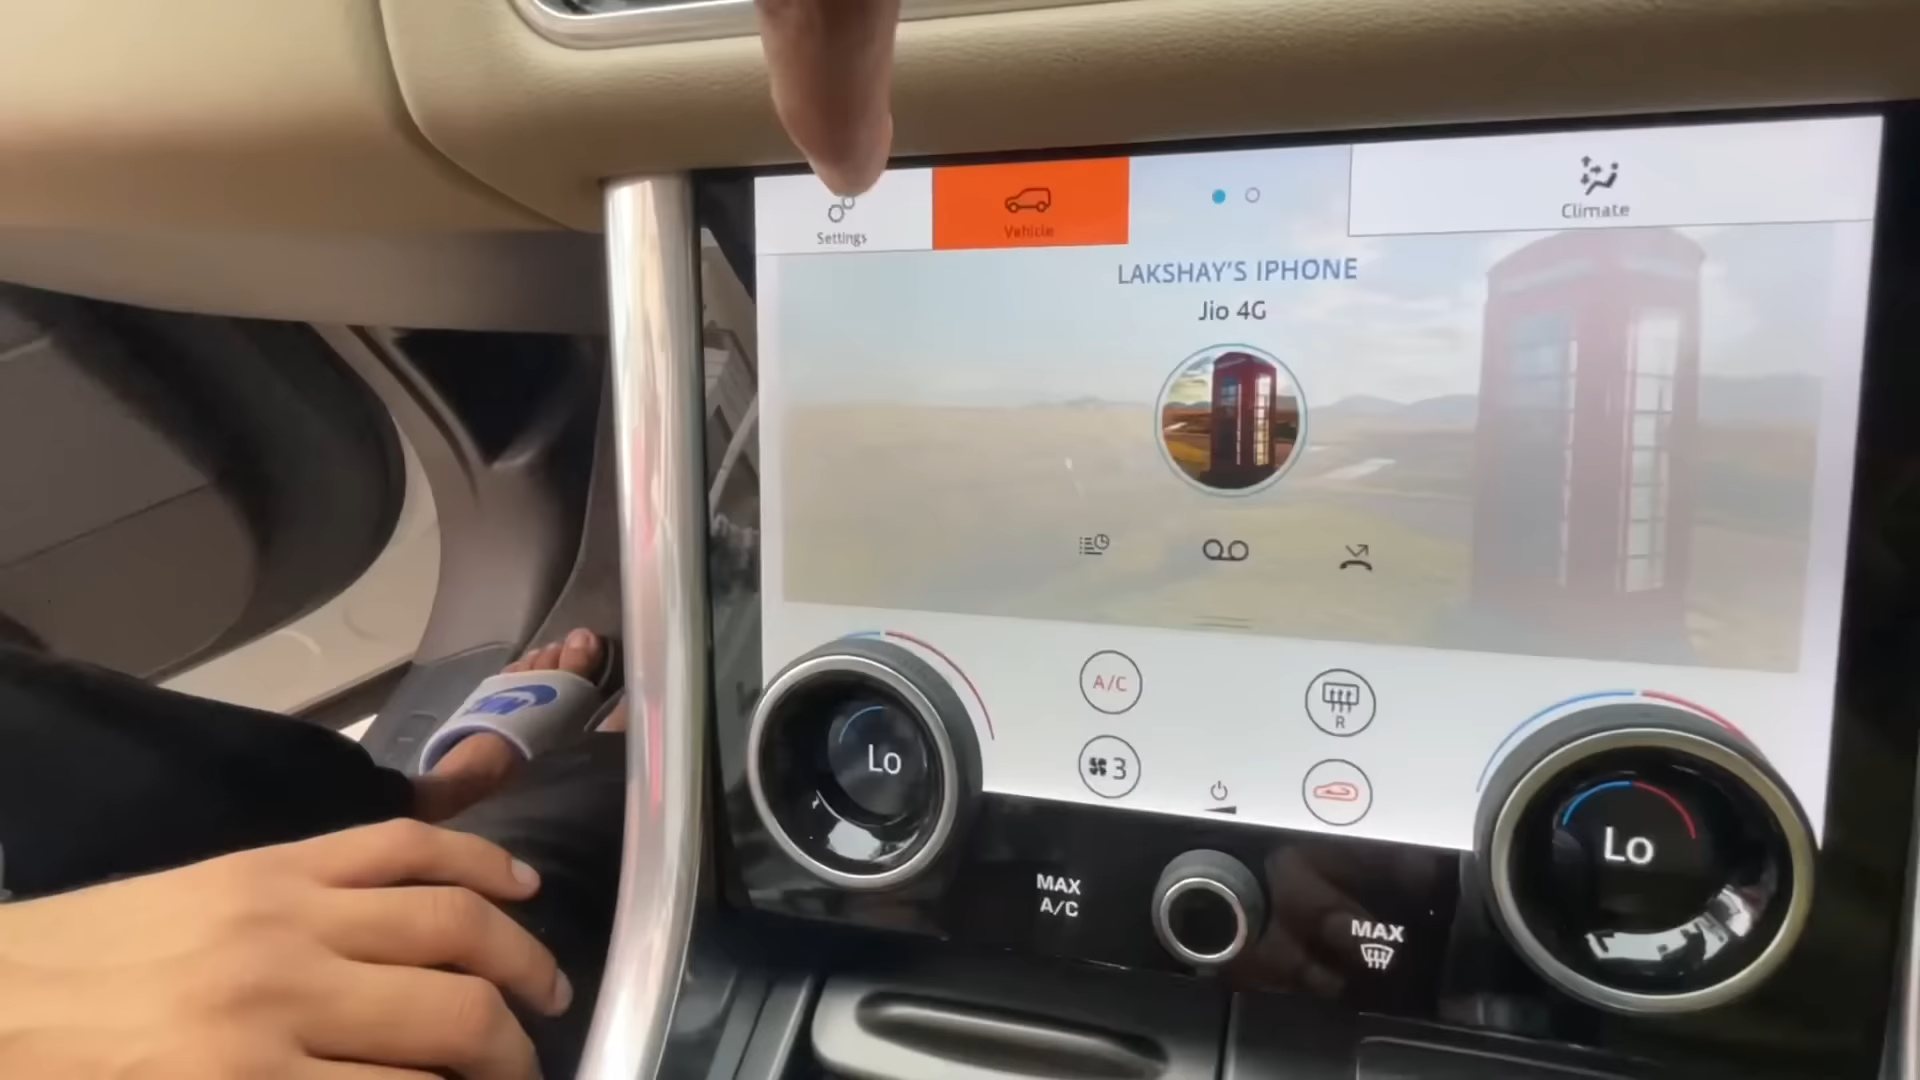 Settings
Vehicle
Climate
LAKSHAY'S IPHONE
Jio 4G
A/C
R
3
Lo
Lo
MAX
A/C
MAX